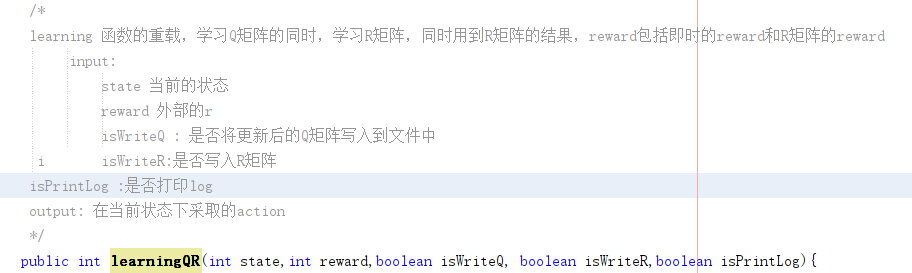 /*
learning 函数的重载，学习Q矩阵的同时，学习R矩阵，同时用到R矩阵的结果，reward包括即时的reward和R矩阵的reward
input:
state 当前的状态
reward 外部的r
isWriteQ : 是否将更新后的Q矩阵写入到文件中
i isWriteR:是否写入R矩阵
isPrintLog :是否打印log
output: 在当前状态下采取的action
*/
public int learningQR(int state,int reward,boolean isWriteQ, boolean isWriteR,boolean isPrintLog){